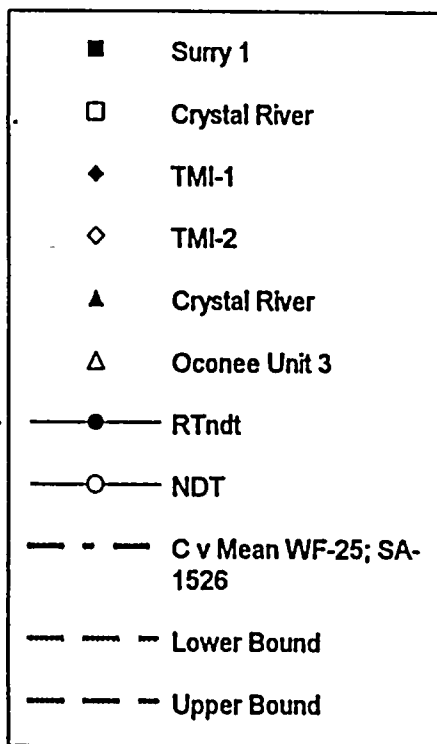 Surry 1
Crystal River
TMI-1
TMI-2
Crystal River
Oconee Unit 3
RTndt
NDT
C v Mean WF-25; SA-
1526
Lower Bound
Upper Bound